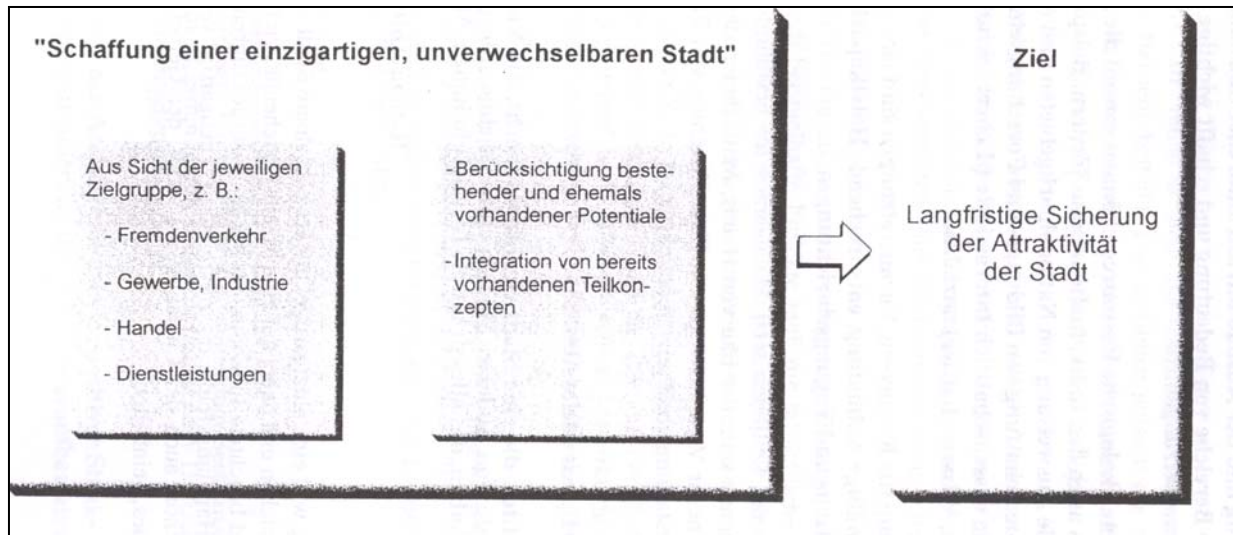 "Schaffung einer einzigartigen, unverwechselbaren Stadt"
Aus Sicht der jeweiligen
Zielgruppe, z. B.:
- Fremdenverkehr
- Gewerbe, Industrie
- Handel
- Dienstleistungen
-Berücksichtigung beste-
hender und ehemals
vorhandener Potentiale
-Integration von bereits
vorhandenen Teilkon-
zepten
Ziel
Langfristige Sicherung
der Attraktivität
der Stadt